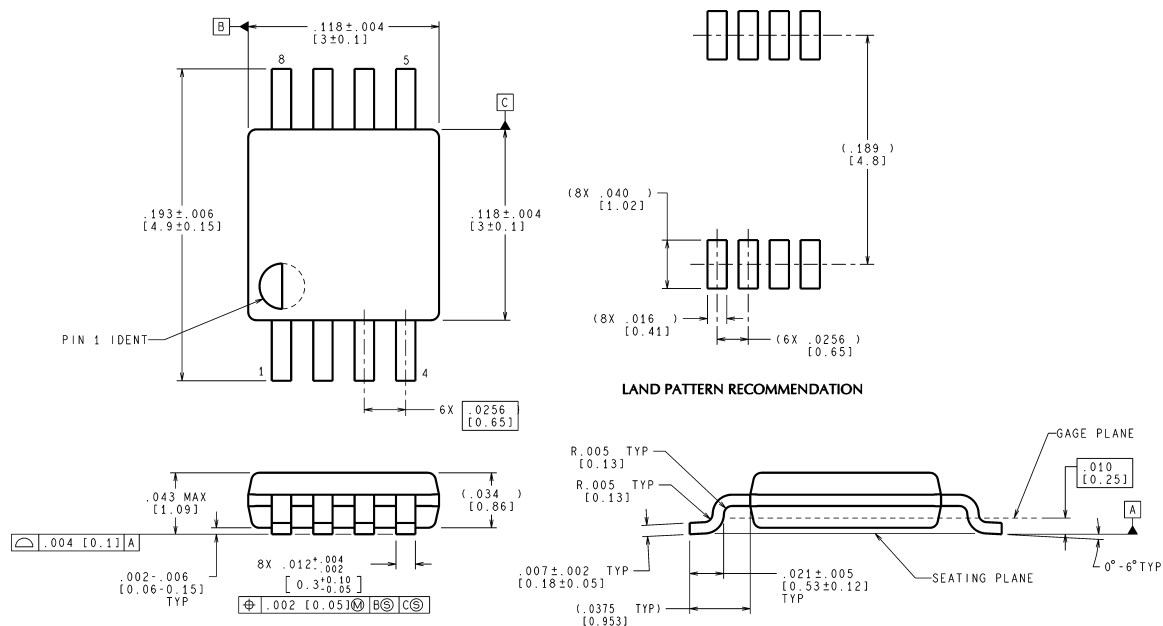 B
.118±.004
[3±0.1]
8
5
C
.193±.006
[4.9±0.15]
.118±.004
[3±0.1]
PIN 1 IDENT
1
4
6X .0256
[0.65]
(.189 )
[4.8]
(8X .040 )
[1.02]
(8X .016 )
[0.41]
(6X .0256 )
[0.65]
LAND PATTERN RECOMMENDATION
.043 MAX
[1.09]
(.034 )
[0.86]
⌓ .004 [0.1] A
.002-.006
[0.06-0.15]
TYP
8X .012 +.004 -.002
[0.3 +0.10 -0.05]
⌖ .002 [0.05]Ⓜ BⓈ CⓈ
R.005 TYP
[0.13]
R.005 TYP
[0.13]
GAGE PLANE
.010
[0.25]
A
.007±.002 TYP
[0.18±0.05]
.021±.005
[0.53±0.12]
TYP
(.0375 TYP)
[0.953]
SEATING PLANE
0°-6°TYP